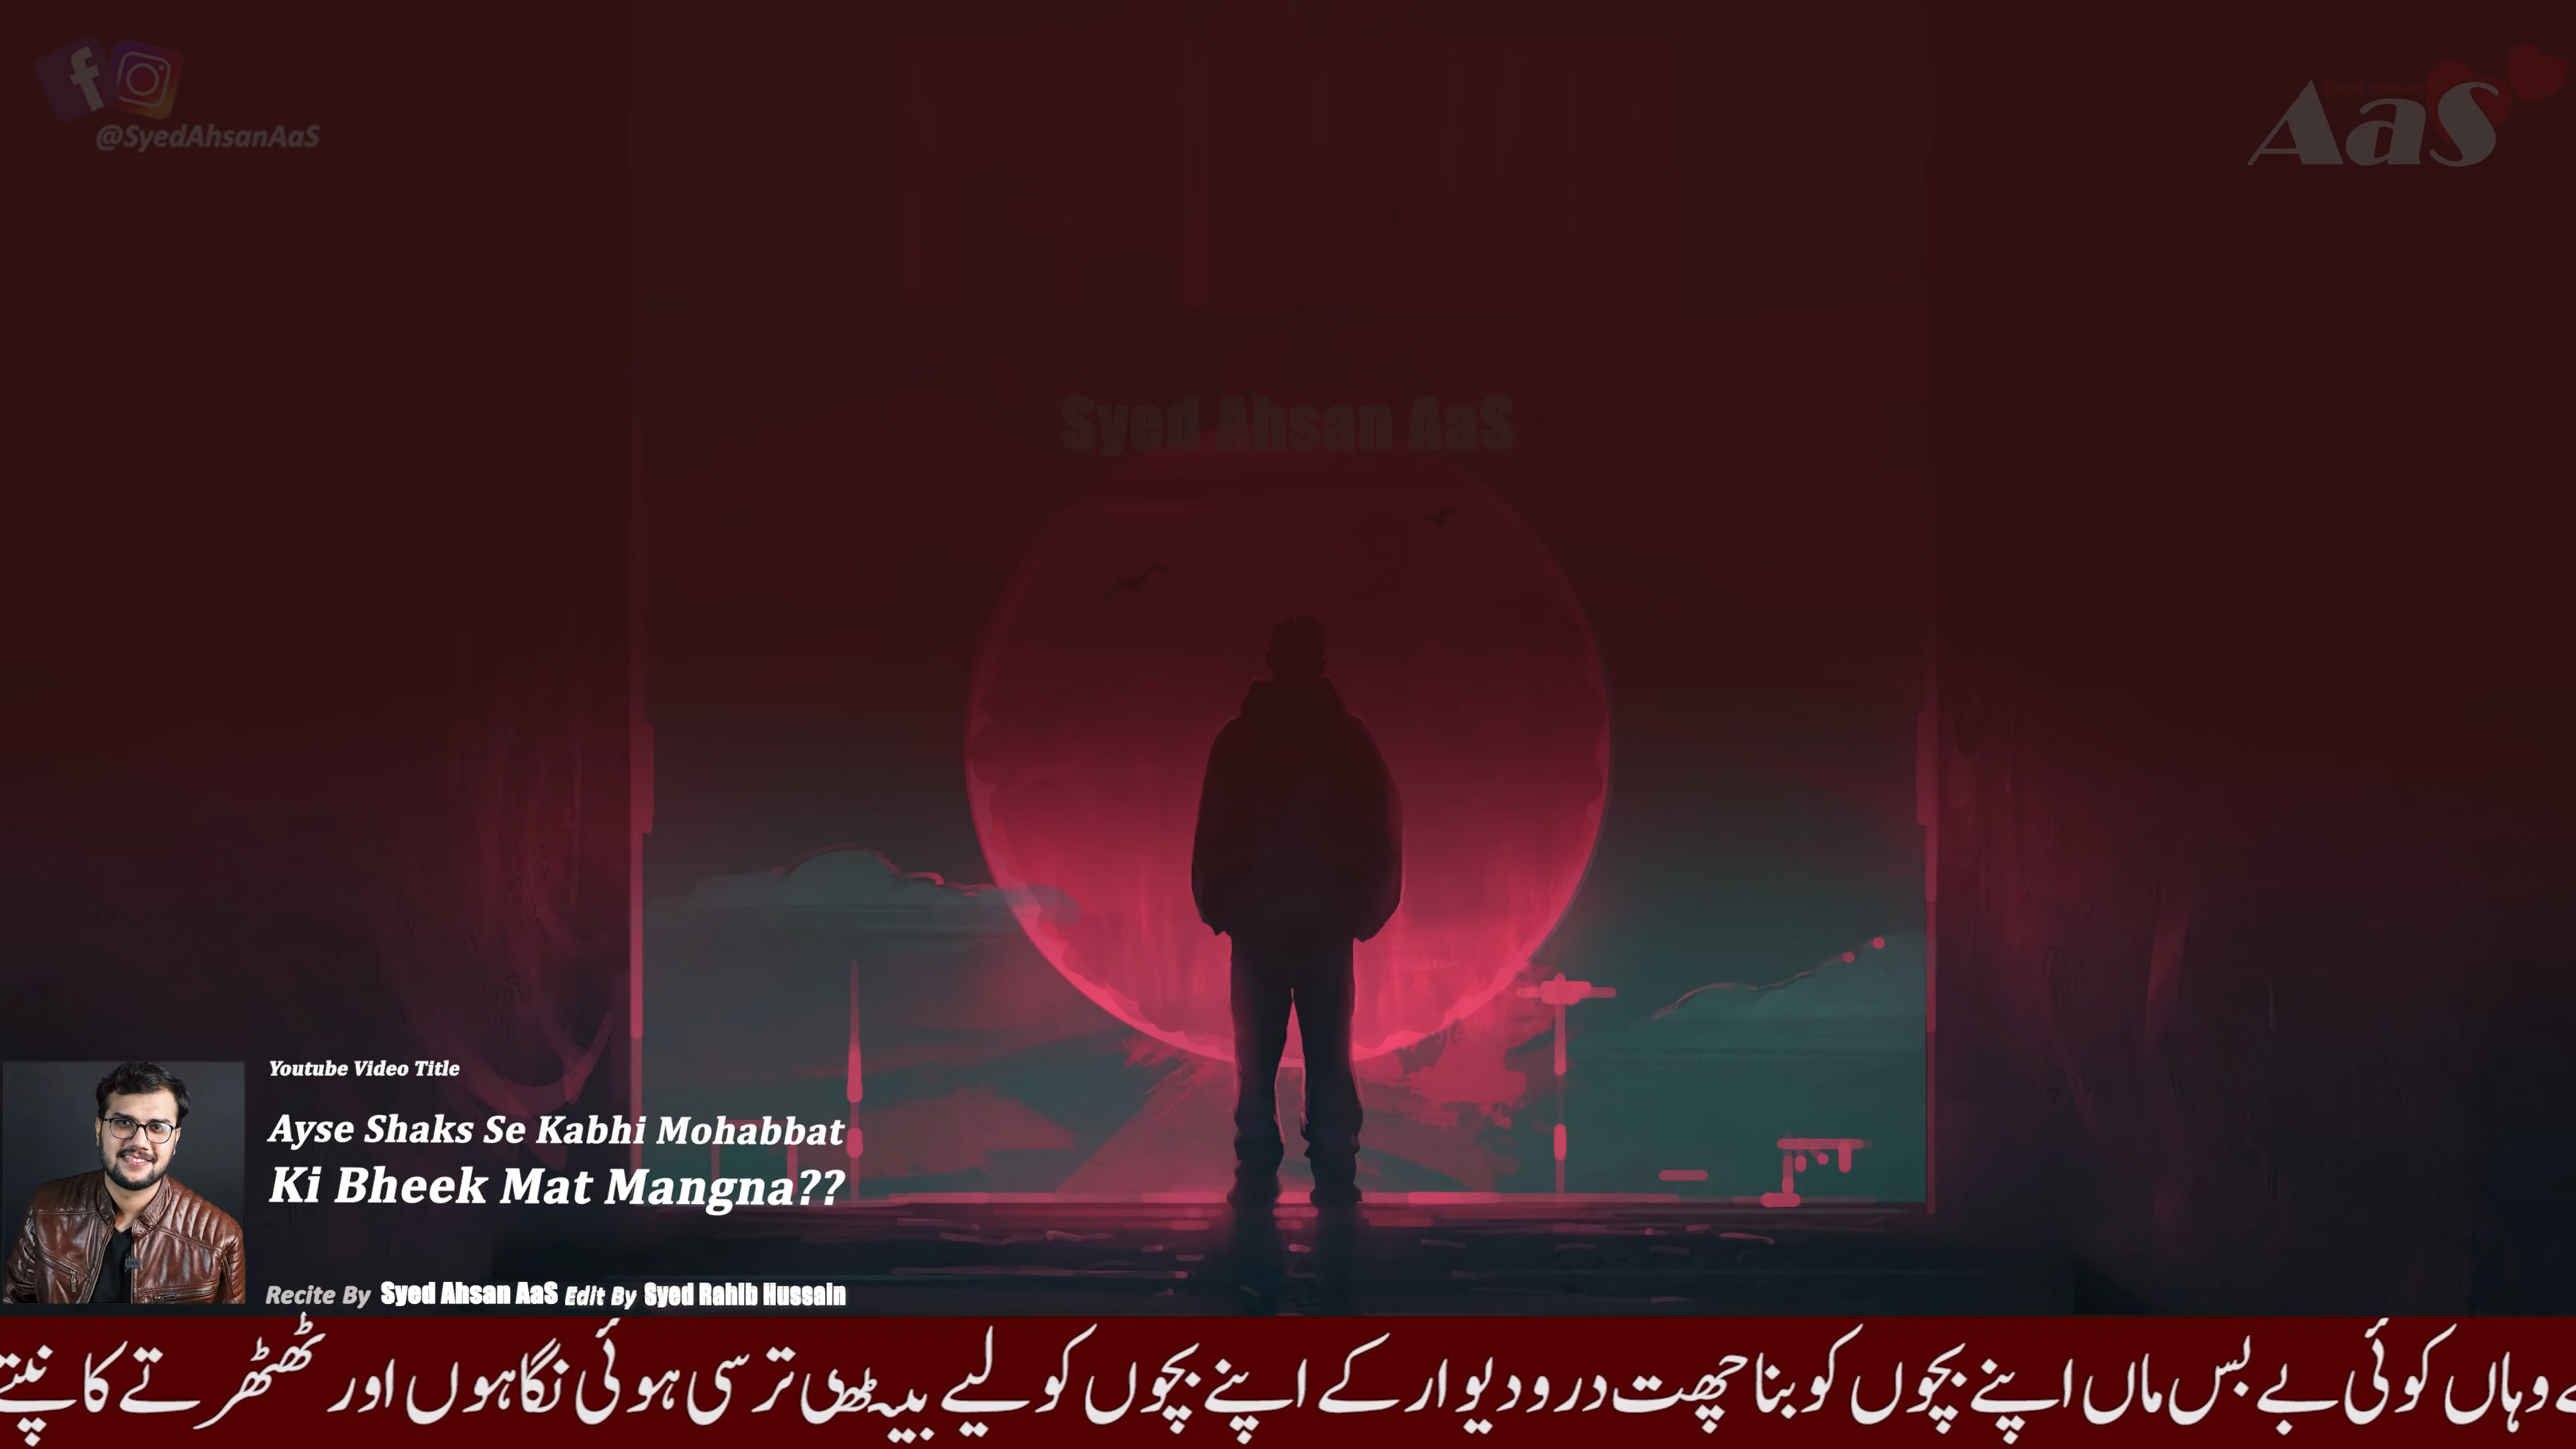 @SyedAhsanAaS
AaS
Syed Ahsan AaS
Youtube Video Title
Ayse Shaks Se Kabhi Mohabbat
Ki Bheek Mat Mangna??
Recite By Syed Ahsan AaS Edit By Syed Rahib Hussain
وہاں کوئی بے بس ماں اپنے بچوں کو بنا چھت درودیوار کے اپنے بچوں کو لیے بیٹھی ترسی ہوئی نگاہوں اور ٹھٹھرتے کانپتے